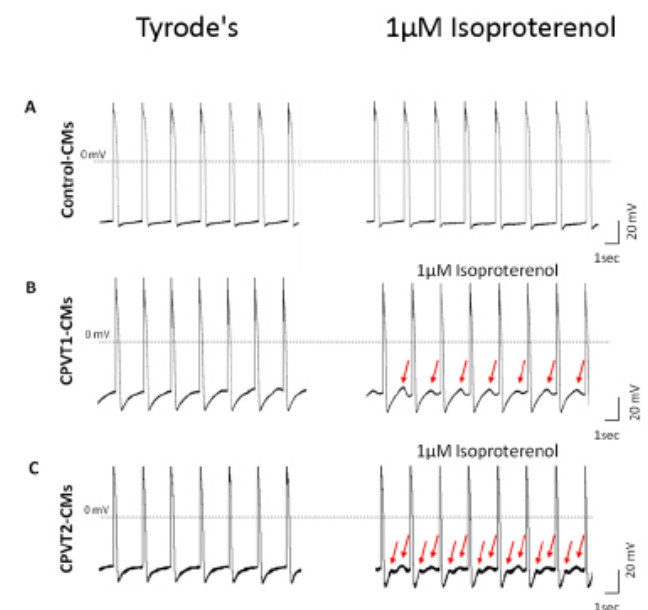 Tyrode's
1μM Isoproterenol
A
Control-CMs
0 mV
20 mV
1sec
1μM Isoproterenol
B
CPVT1-CMs
0 mV
20 mV
1sec
1μM Isoproterenol
C
CPVT2-CMs
0 mV
20 mV
1sec